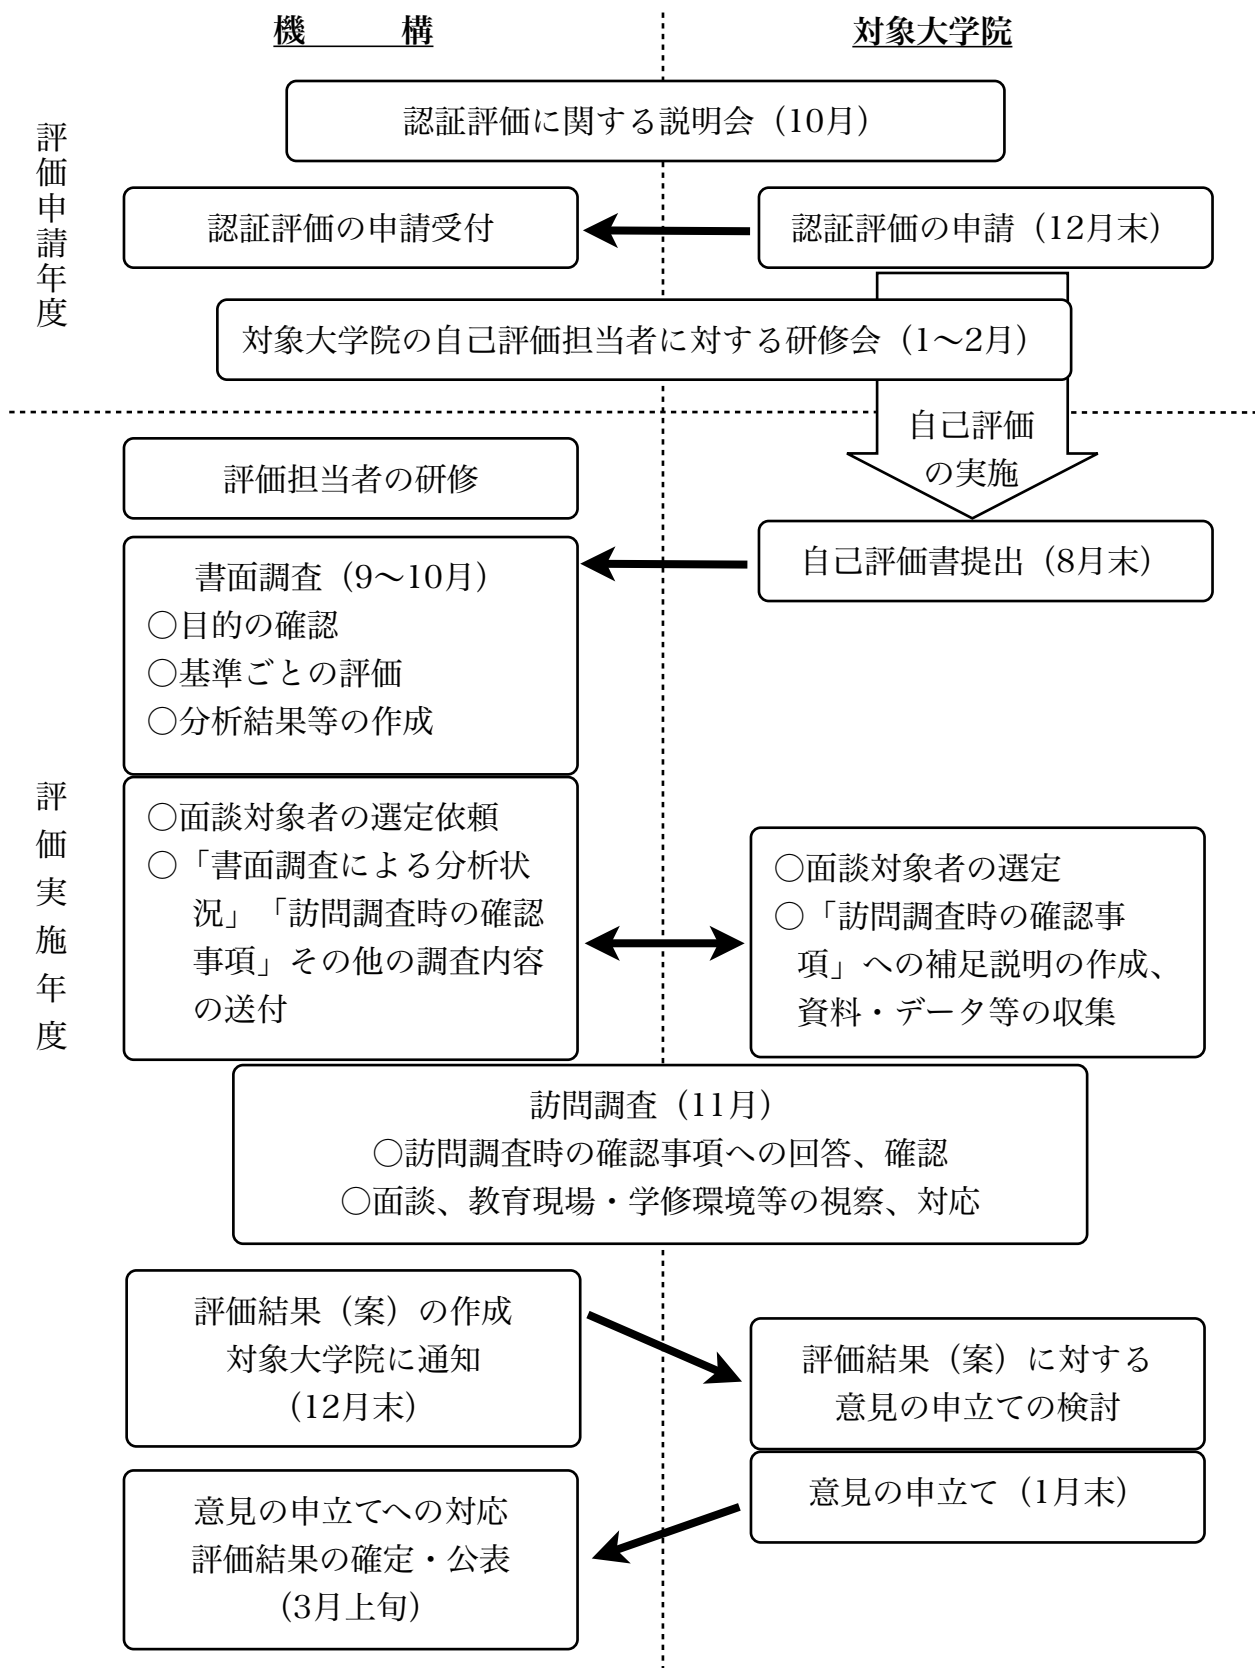 機　　　構
対象大学院
評価申請年度
認証評価に関する説明会（10月）
認証評価の申請受付
認証評価の申請（12月末）
対象大学院の自己評価担当者に対する研修会（1～2月）
自己評価
の実施
評価実施年度
評価担当者の研修
自己評価書提出（8月末）
書面調査（9～10月）
○目的の確認
○基準ごとの評価
○分析結果等の作成
○面談対象者の選定依頼
○「書面調査による分析状
況」「訪問調査時の確認
事項」その他の調査内容
の送付
○面談対象者の選定
○「訪問調査時の確認事
項」への補足説明の作成、
資料・データ等の収集
訪問調査（11月）
○訪問調査時の確認事項への回答、確認
○面談、教育現場・学修環境等の視察、対応
評価結果（案）の作成
対象大学院に通知
（12月末）
評価結果（案）に対する
意見の申立ての検討
意見の申立て（1月末）
意見の申立てへの対応
評価結果の確定・公表
（3月上旬）